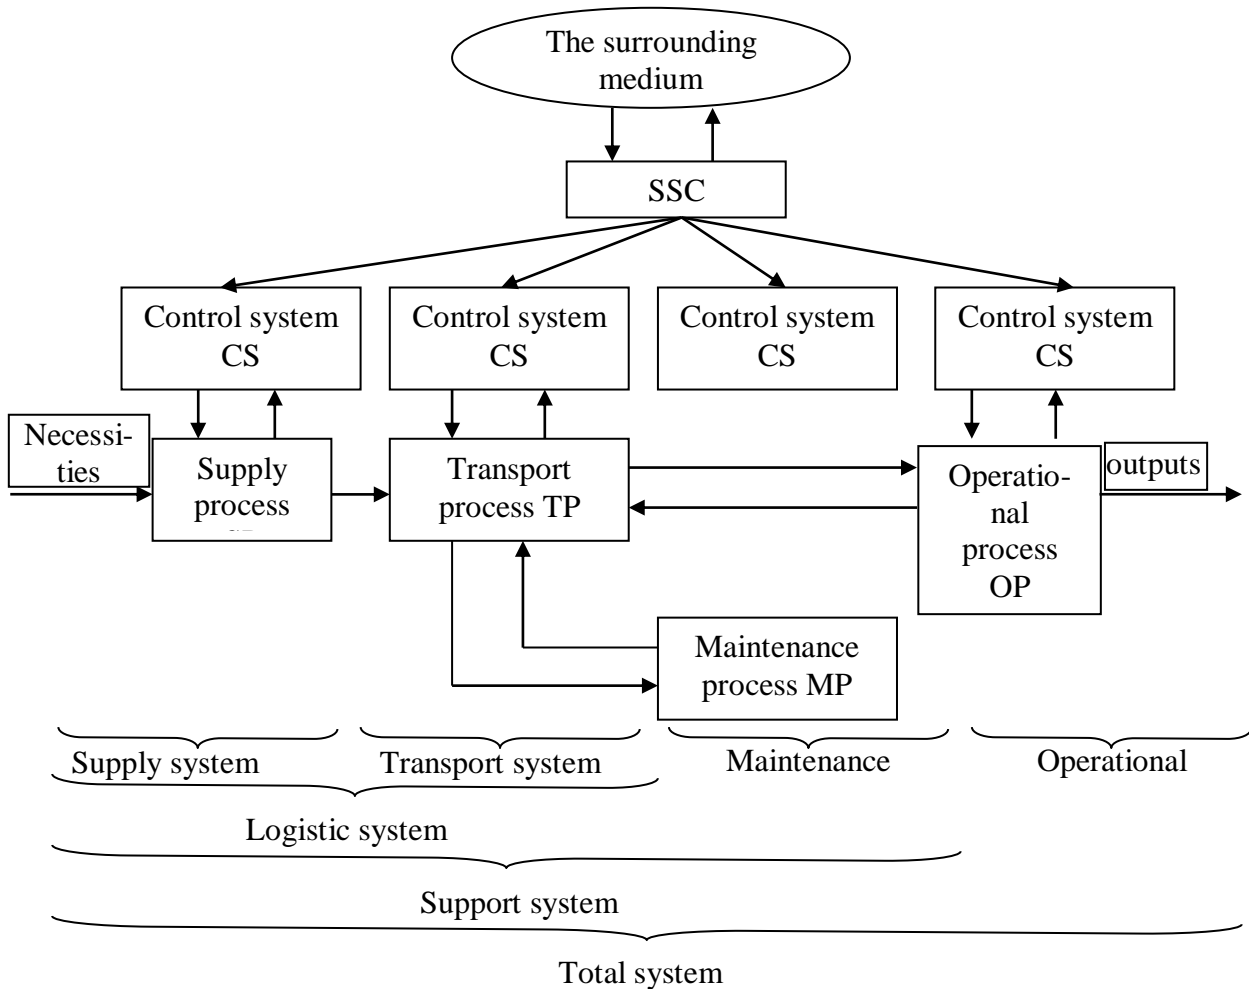 The surrounding
medium
SSC
Control system
CS
Control system
CS
Control system
CS
Control system
CS
Necessi-
ties
Supply
process
Transport
process TP
Operatio-
nal
process
OP
outputs
Maintenance
process MP
Supply system
Transport system
Maintenance
Operational
Logistic system
Support system
Total system